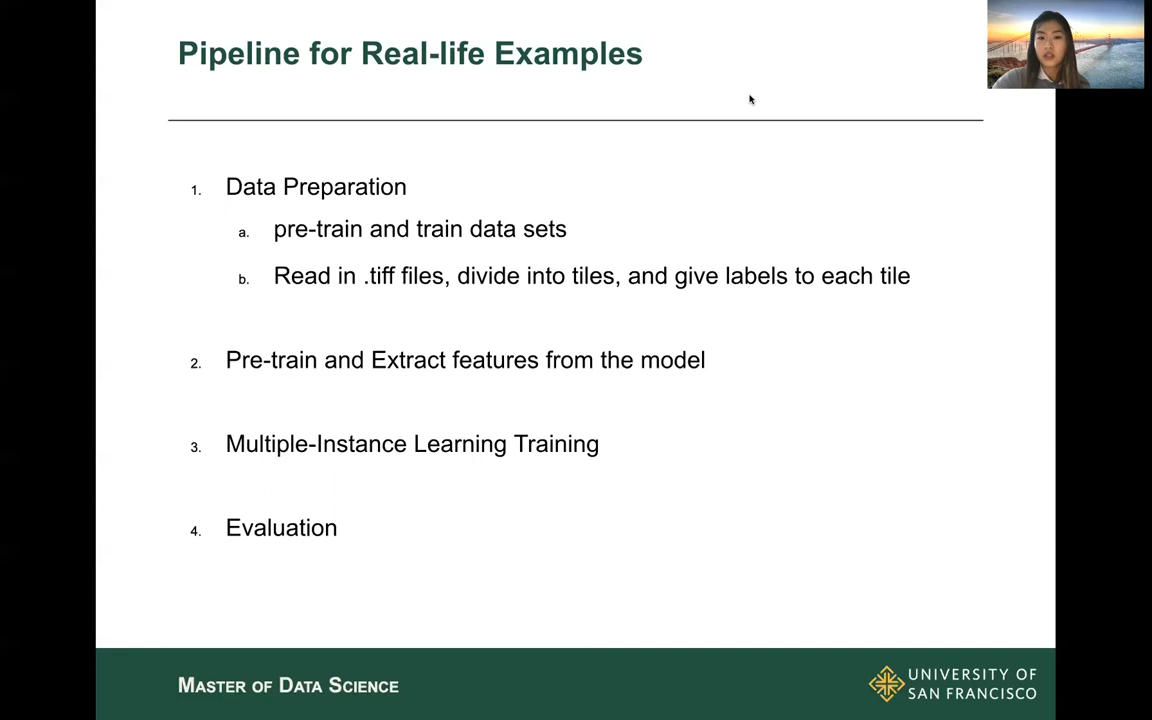 Pipeline for Real-life Examples
1. Data Preparation
a. pre-train and train data sets
b. Read in .tiff files, divide into tiles, and give labels to each tile
2. Pre-train and Extract features from the model
3. Multiple-Instance Learning Training
4. Evaluation
MASTER OF DATA SCIENCE
UNIVERSITY OF
SAN FRANCISCO